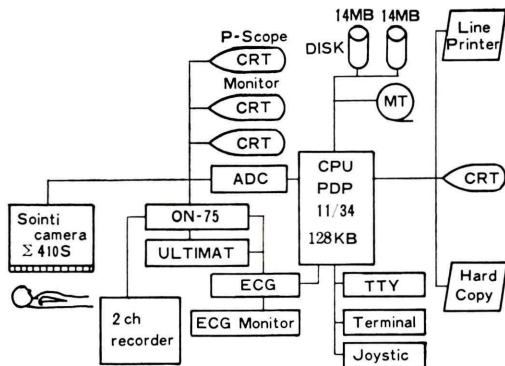 14MB 14MB
DISK
Line
Printer
P-Scope
CRT
Monitor
CRT
CRT
MT
CPU
PDP
11/34
128KB
ADC
CRT
Sointi
camera
Σ 410S
ON-75
ULTIMAT
ECG
ECG Monitor
2 ch
recorder
TTY
Terminal
Joystic
Hard
Copy